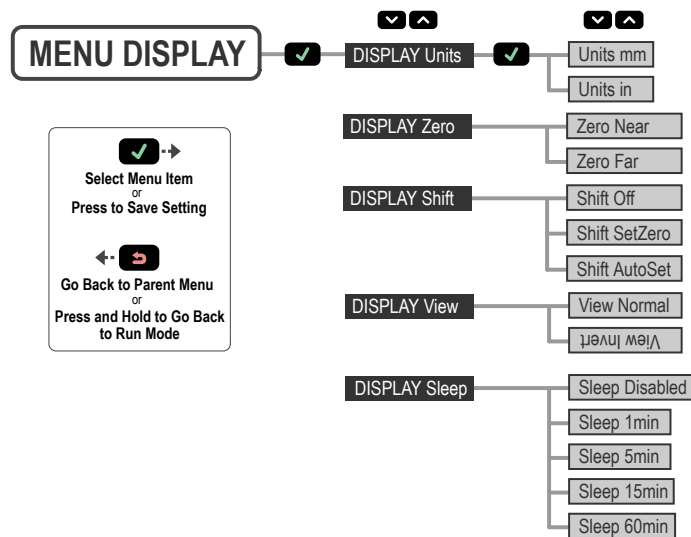 MENU DISPLAY
DISPLAY Units
Units mm
Units in
DISPLAY Zero
Zero Near
Zero Far
DISPLAY Shift
Shift Off
Shift SetZero
Shift AutoSet
DISPLAY View
View Normal
View Invert
DISPLAY Sleep
Sleep Disabled
Sleep 1min
Sleep 5min
Sleep 15min
Sleep 60min
Select Menu Item
or
Press to Save Setting
Go Back to Parent Menu
or
Press and Hold to Go Back
to Run Mode